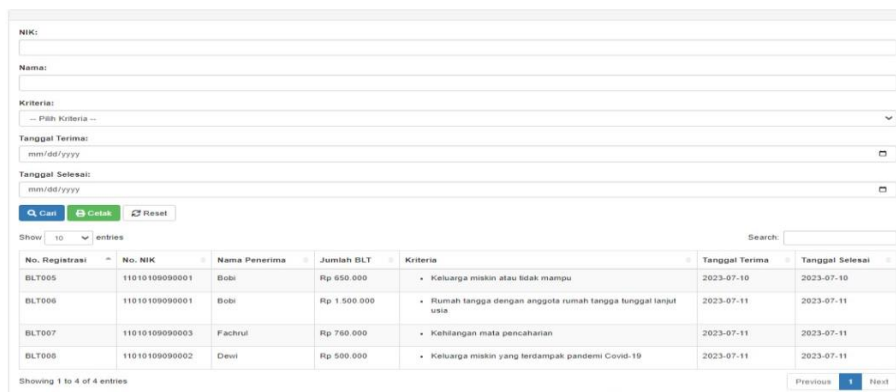 NIK:
Nama:
Kriteria:
-- Pilih Kriteria --
Tanggal Terima:
mm/dd/yyyy
Tanggal Selesai:
mm/dd/yyyy
Cari Cetak Reset
Show 10 entries Search:
No. Registrasi No. NIK Nama Penerima Jumlah BLT Kriteria Tanggal Terima Tanggal Selesai
BLT005 11010109090001 Bobi Rp 650.000 • Keluarga miskin atau tidak mampu 2023-07-10 2023-07-10
BLT006 11010109090001 Bobi Rp 1.500.000 • Rumah tangga dengan anggota rumah tangga tunggal lanjut 2023-07-11 2023-07-11
usia
BLT007 11010109090003 Fachrul Rp 760.000 • Kehilangan mata pencaharian 2023-07-11 2023-07-11
BLT008 11010109090002 Dewi Rp 500.000 • Keluarga miskin yang terdampak pandemi Covid-19 2023-07-11 2023-07-11
Showing 1 to 4 of 4 entries Previous 1 Next